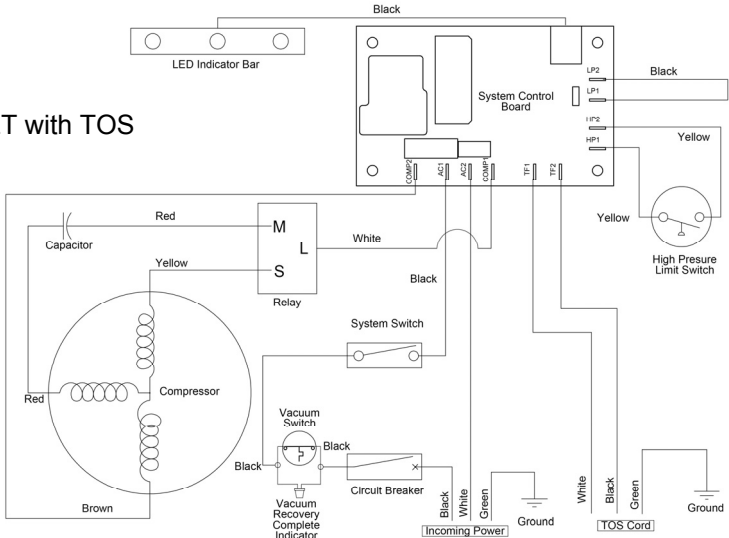 Black
LED Indicator Bar
T with TOS
System Control
Board
LP2
LP1
HP2
HP1
Black
Yellow
COMP2
AC1
AC2
COMP1
TF1
TF2
Red
Capacitor
M
L
S
White
Yellow
Relay
Black
Yellow
High Presure
Limit Switch
System Switch
Red
Compressor
Vacuum
Switch
Black
Black
Circuit Breaker
Vacuum
Recovery
Complete
Indicator
Brown
Black
White
Green
Incoming Power
Ground
White
Black
Green
TOS Cord
Ground